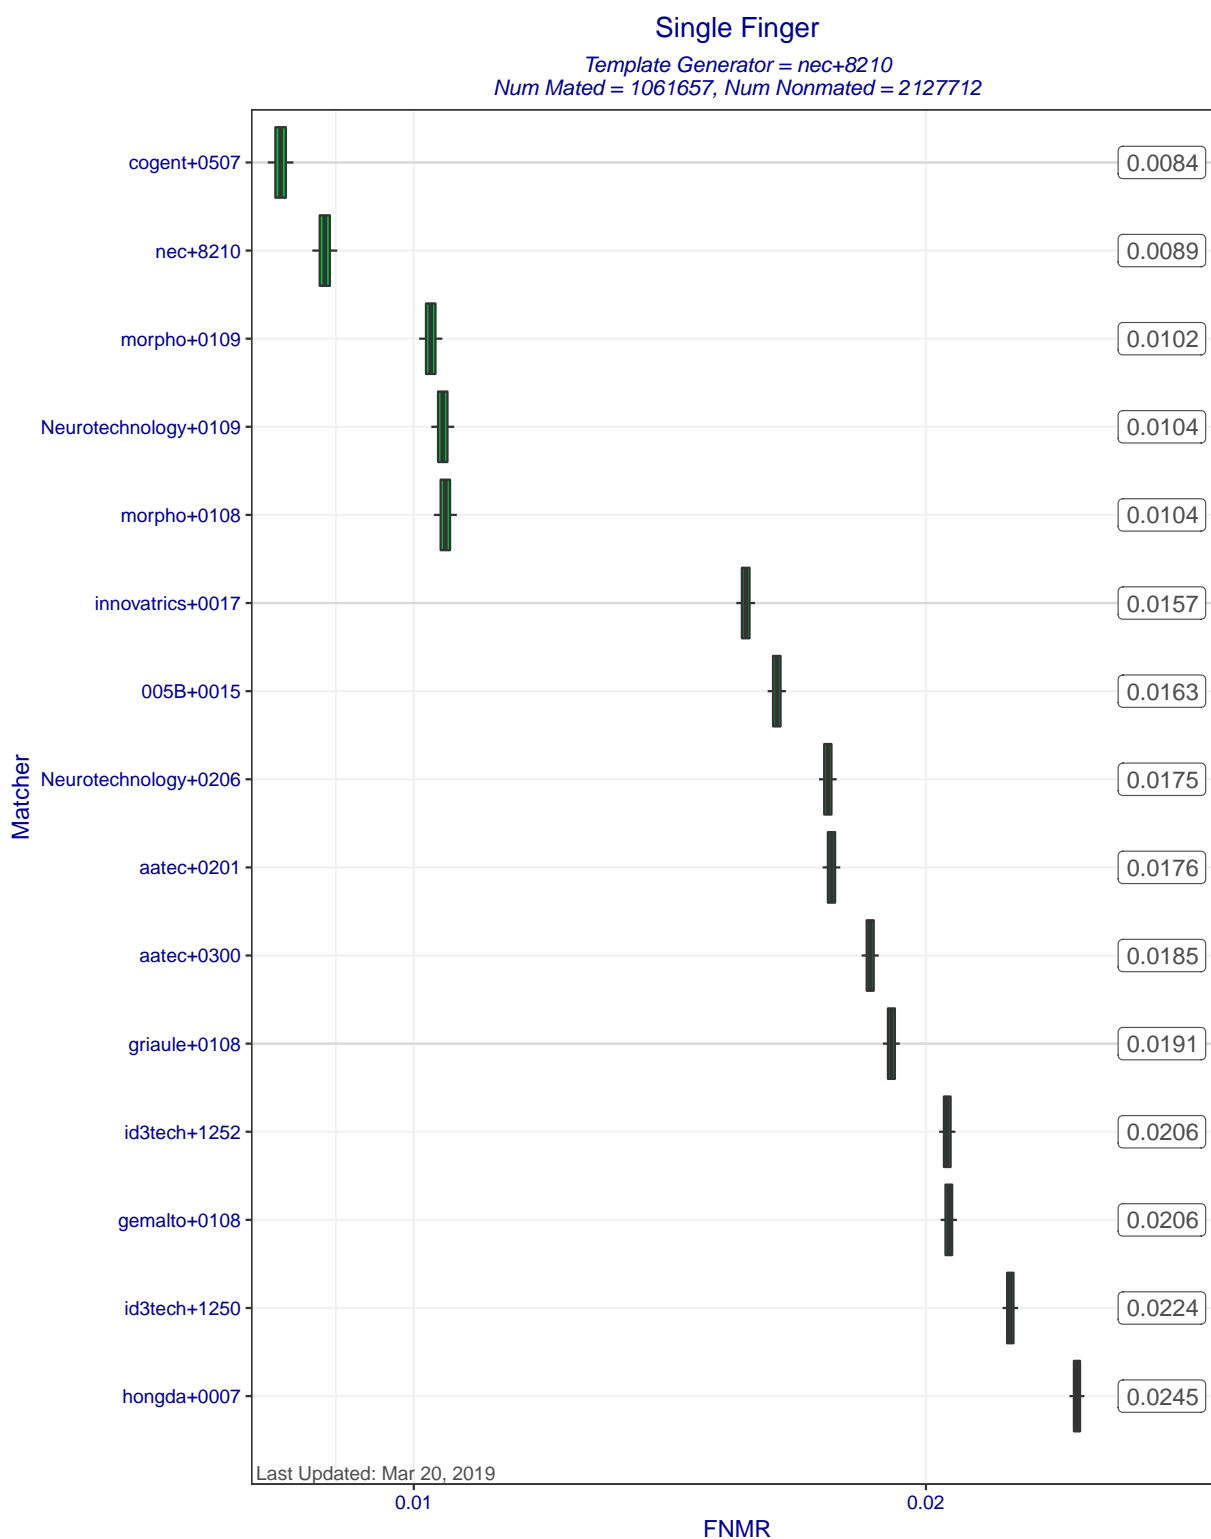 Single Finger
Template Generator = nec+8210
Num Mated = 1061657, Num Nonmated = 2127712
cogent+0507 0.0084
nec+8210 0.0089
morpho+0109 0.0102
Neurotechnology+0109 0.0104
morpho+0108 0.0104
innovatrics+0017 0.0157
005B+0015 0.0163
Neurotechnology+0206 0.0175
aatec+0201 0.0176
aatec+0300 0.0185
griaule+0108 0.0191
id3tech+1252 0.0206
gemalto+0108 0.0206
id3tech+1250 0.0224
hongda+0007 0.0245
Matcher
Last Updated: Mar 20, 2019
0.01 0.02
FNMR